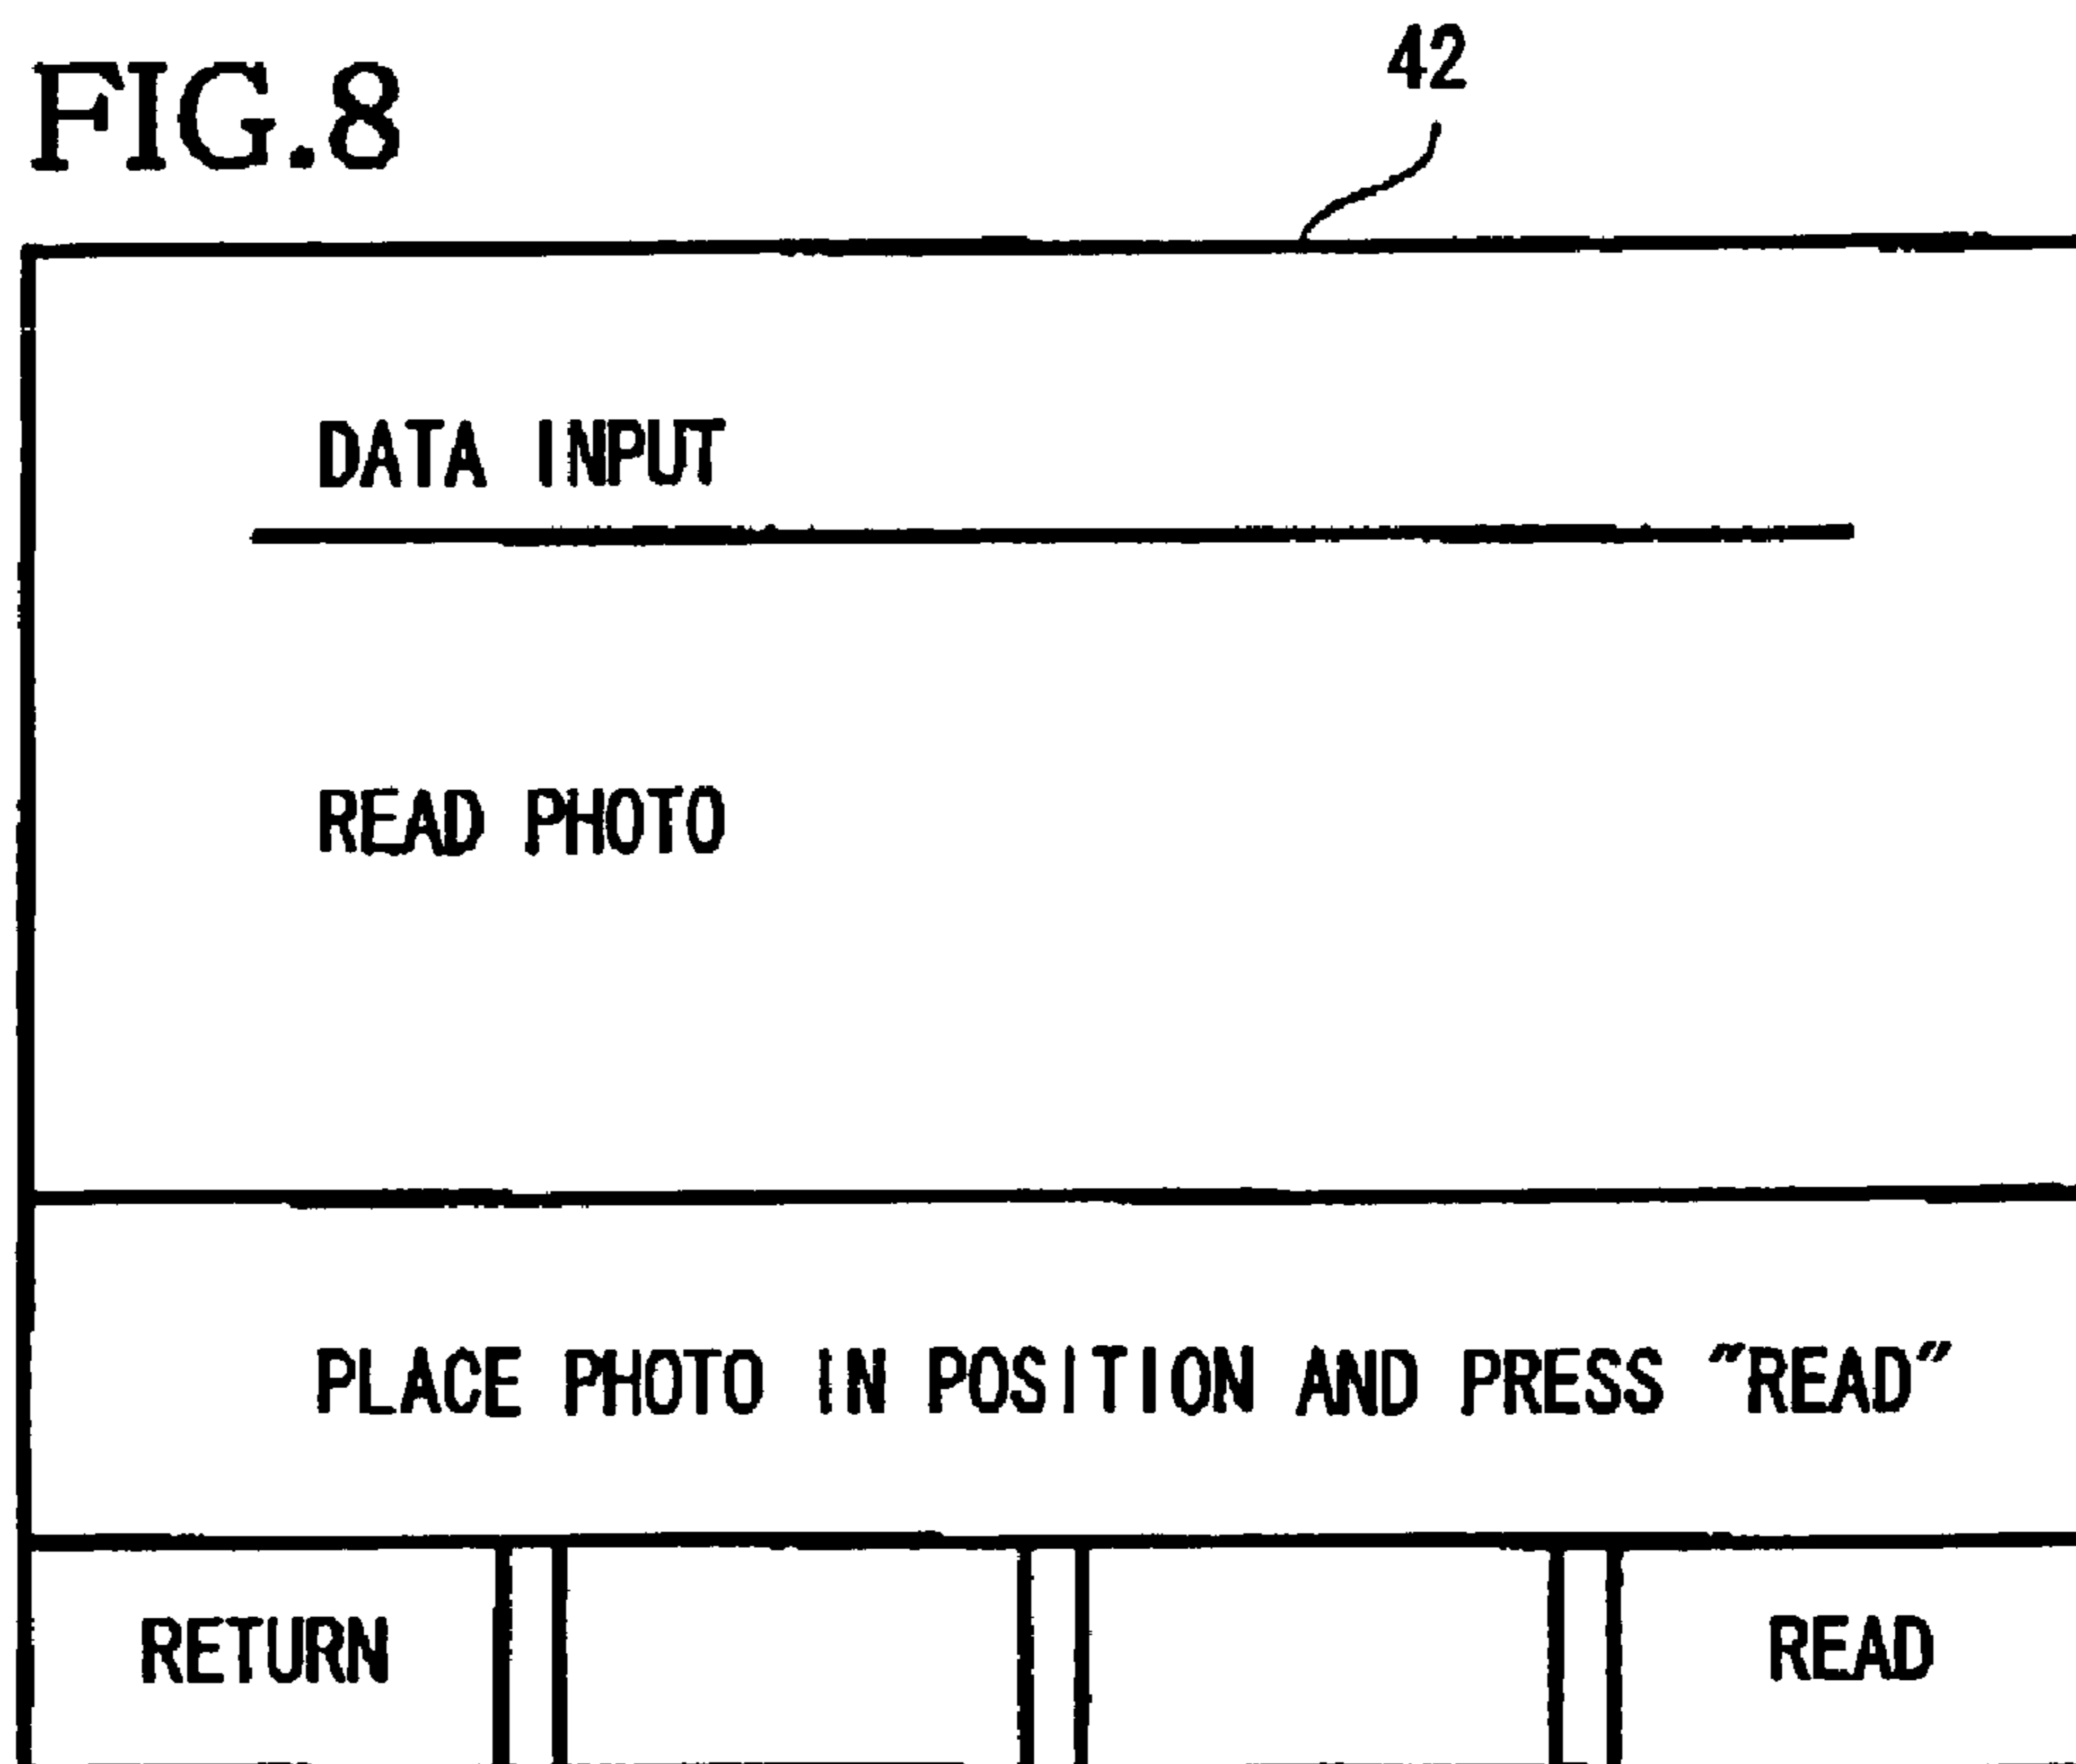 FIG.8
42
DATA INPUT
READ PHOTO
PLACE PHOTO IN POSITION AND PRESS "READ"
RETURN READ